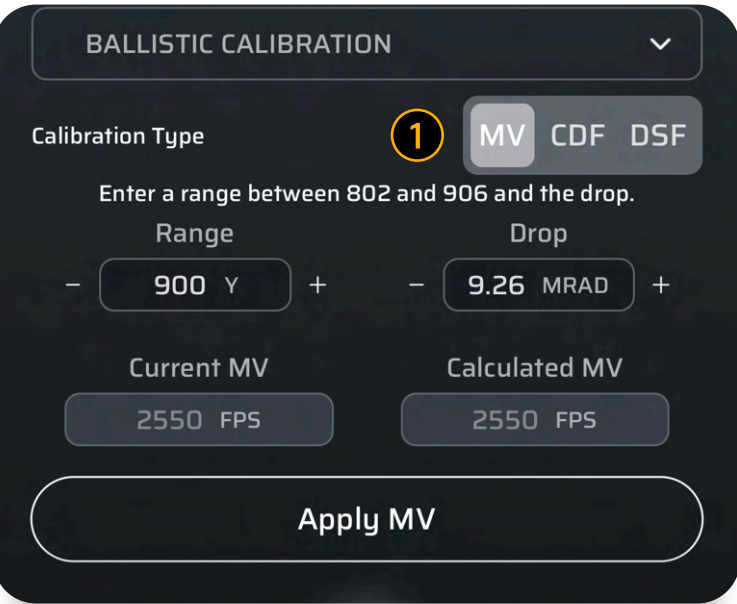 BALLISTIC CALIBRATION
Calibration Type 1 MV CDF DSF
Enter a range between 802 and 906 and the drop.
Range Drop
- 900 Y + - 9.26 MRAD +
Current MV Calculated MV
2550 FPS 2550 FPS
Apply MV